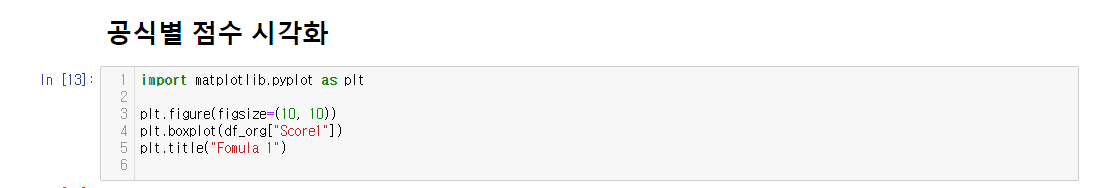 공식별 점수 시각화
In [13]:
1 import matplotlib.pyplot as plt
2
3 plt.figure(figsize=(10, 10))
4 plt.boxplot(df_org["Score1"])
5 plt.title("Fomula 1")
6